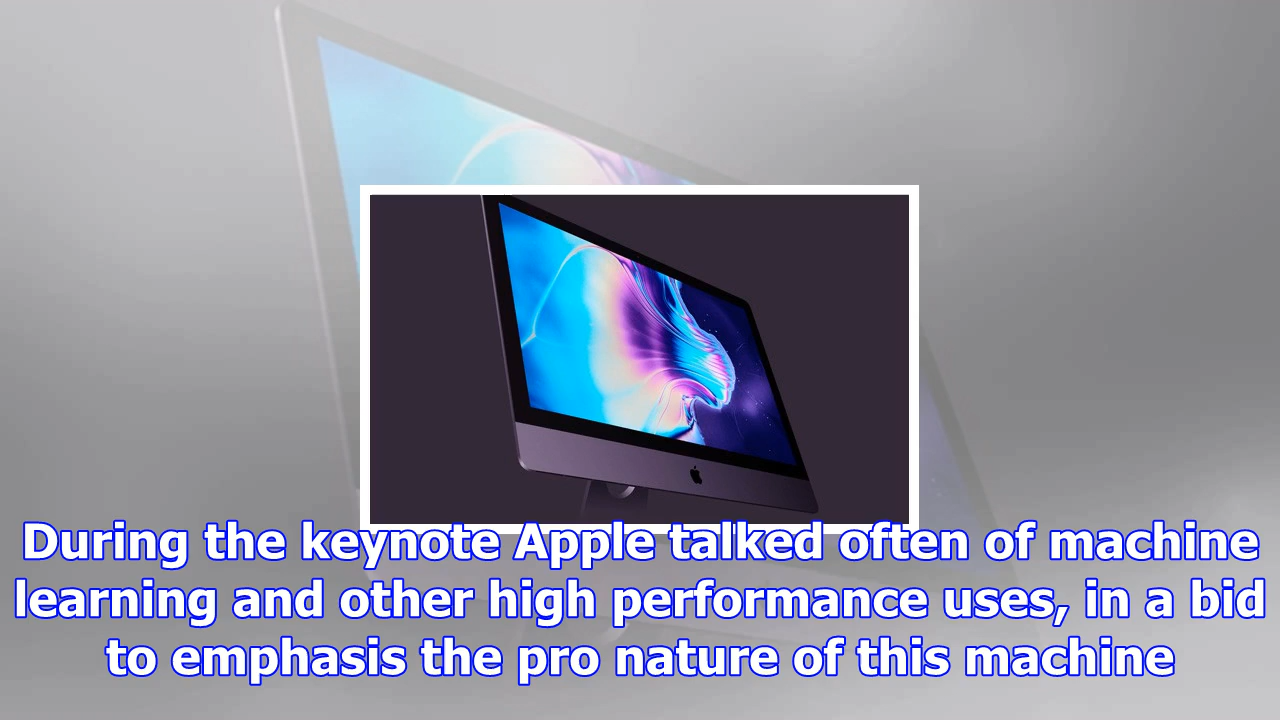 During the keynote Apple talked often of machine
learning and other high performance uses, in a bid
to emphasis the pro nature of this machine